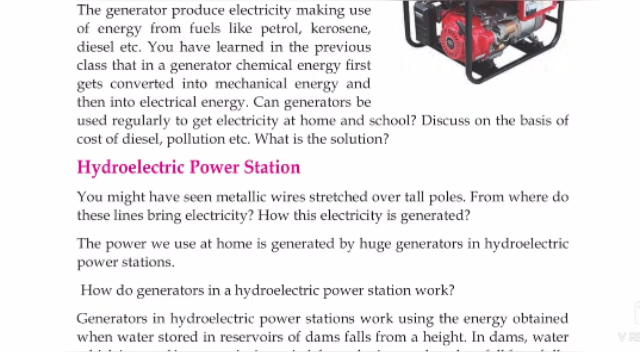 The generator produce electricity making use
of energy from fuels like petrol, kerosene,
diesel etc. You have learned in the previous
class that in a generator chemical energy first
gets converted into mechanical energy and
then into electrical energy. Can generators be
used regularly to get electricity at home and school? Discuss on the basis of
cost of diesel, pollution etc. What is the solution?
Hydroelectric Power Station
You might have seen metallic wires stretched over tall poles. From where do
these lines bring electricity? How this electricity is generated?
The power we use at home is generated by huge generators in hydroelectric
power stations.
How do generators in a hydroelectric power station work?
Generators in hydroelectric power stations work using the energy obtained
when water stored in reservoirs of dams falls from a height. In dams, water